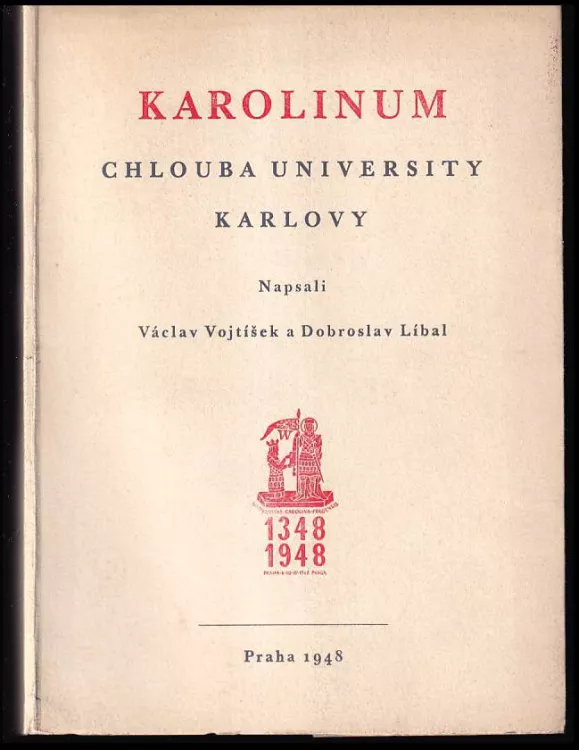 KAROLINUM
CHLOUBA UNIVERSITY
KARLOVY
Napsali
Václav Vojtíšek a Dobroslav Líbal
1348
1948
Praha 1948